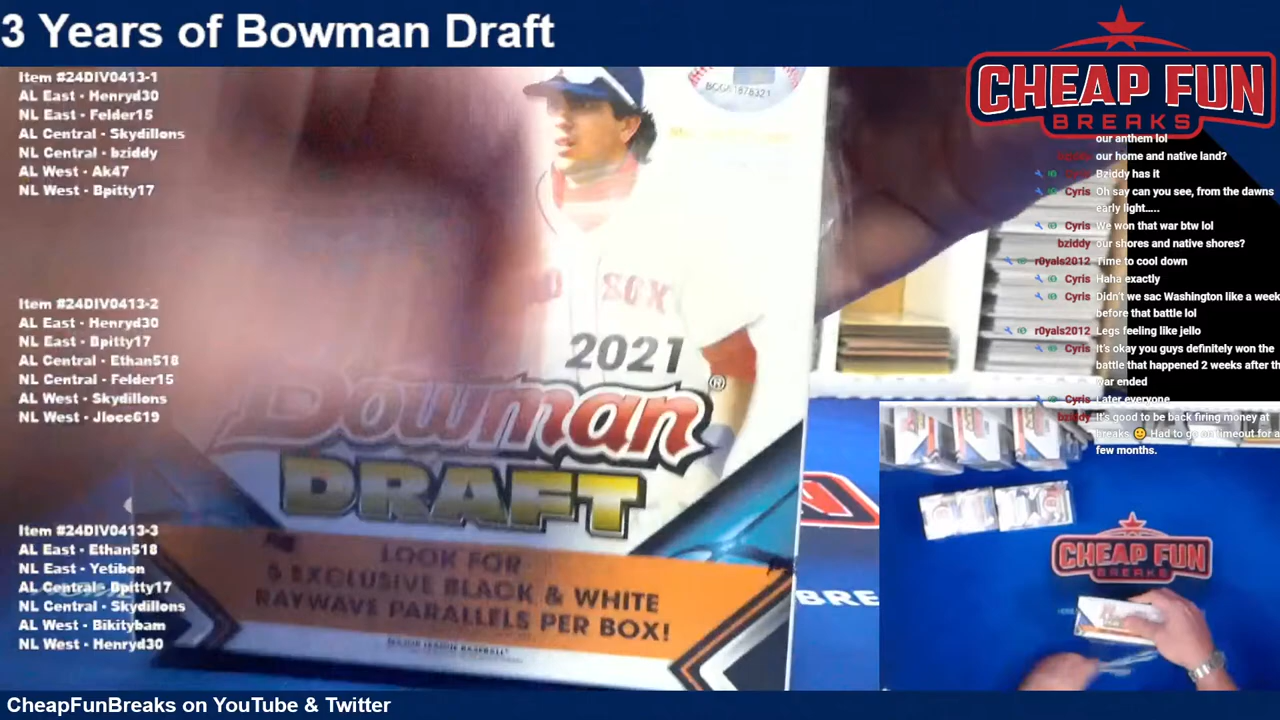 3 Years of Bowman Draft
Item #24DIV0413-1
AL East - Henryd30
NL East - Felder15
AL Central - Skydillons
NL Central - bziddy
AL West - Ak47
NL West - Bpitty17
Item #24DIV0413-2
AL East - Henryd30
NL East - Bpitty17
AL Central - Ethan518
NL Central - Felder15
AL West - Skydillons
NL West - Jlocc619
Item #24DIV0413-3
AL East - Ethan518
NL East - Yetibon
AL Central - Bpitty17
NL Central - Skydillons
AL West - Bikitybam
NL West - Henryd30
SOX
2021
Bowman®
DRAFT
LOOK FOR
5 EXCLUSIVE BLACK & WHITE
RAYWAVE PARALLELS PER BOX!
MAJOR LEAGUE BASEBALL
CHEAP FUN
BREAKS
our anthem lol
bziddy our home and native land?
Cyris Bziddy has it
Cyris Oh say can you see, from the dawns
early light.....
Cyris We won that war btw lol
bziddy our shores and native shores?
r0yals2012 Time to cool down
Cyris Haha exactly
Cyris Didn't we sac Washington like a week
before that battle lol
r0yals2012 Legs feeling like jello
Cyris It's okay you guys definitely won the
battle that happened 2 weeks after the
war ended
Cyris Later everyone
bziddy It's good to be back firing money at
breaks Had to go on timeout for a
few months.
BRE
CHEAP FUN
BREAKS
CheapFunBreaks on YouTube & Twitter